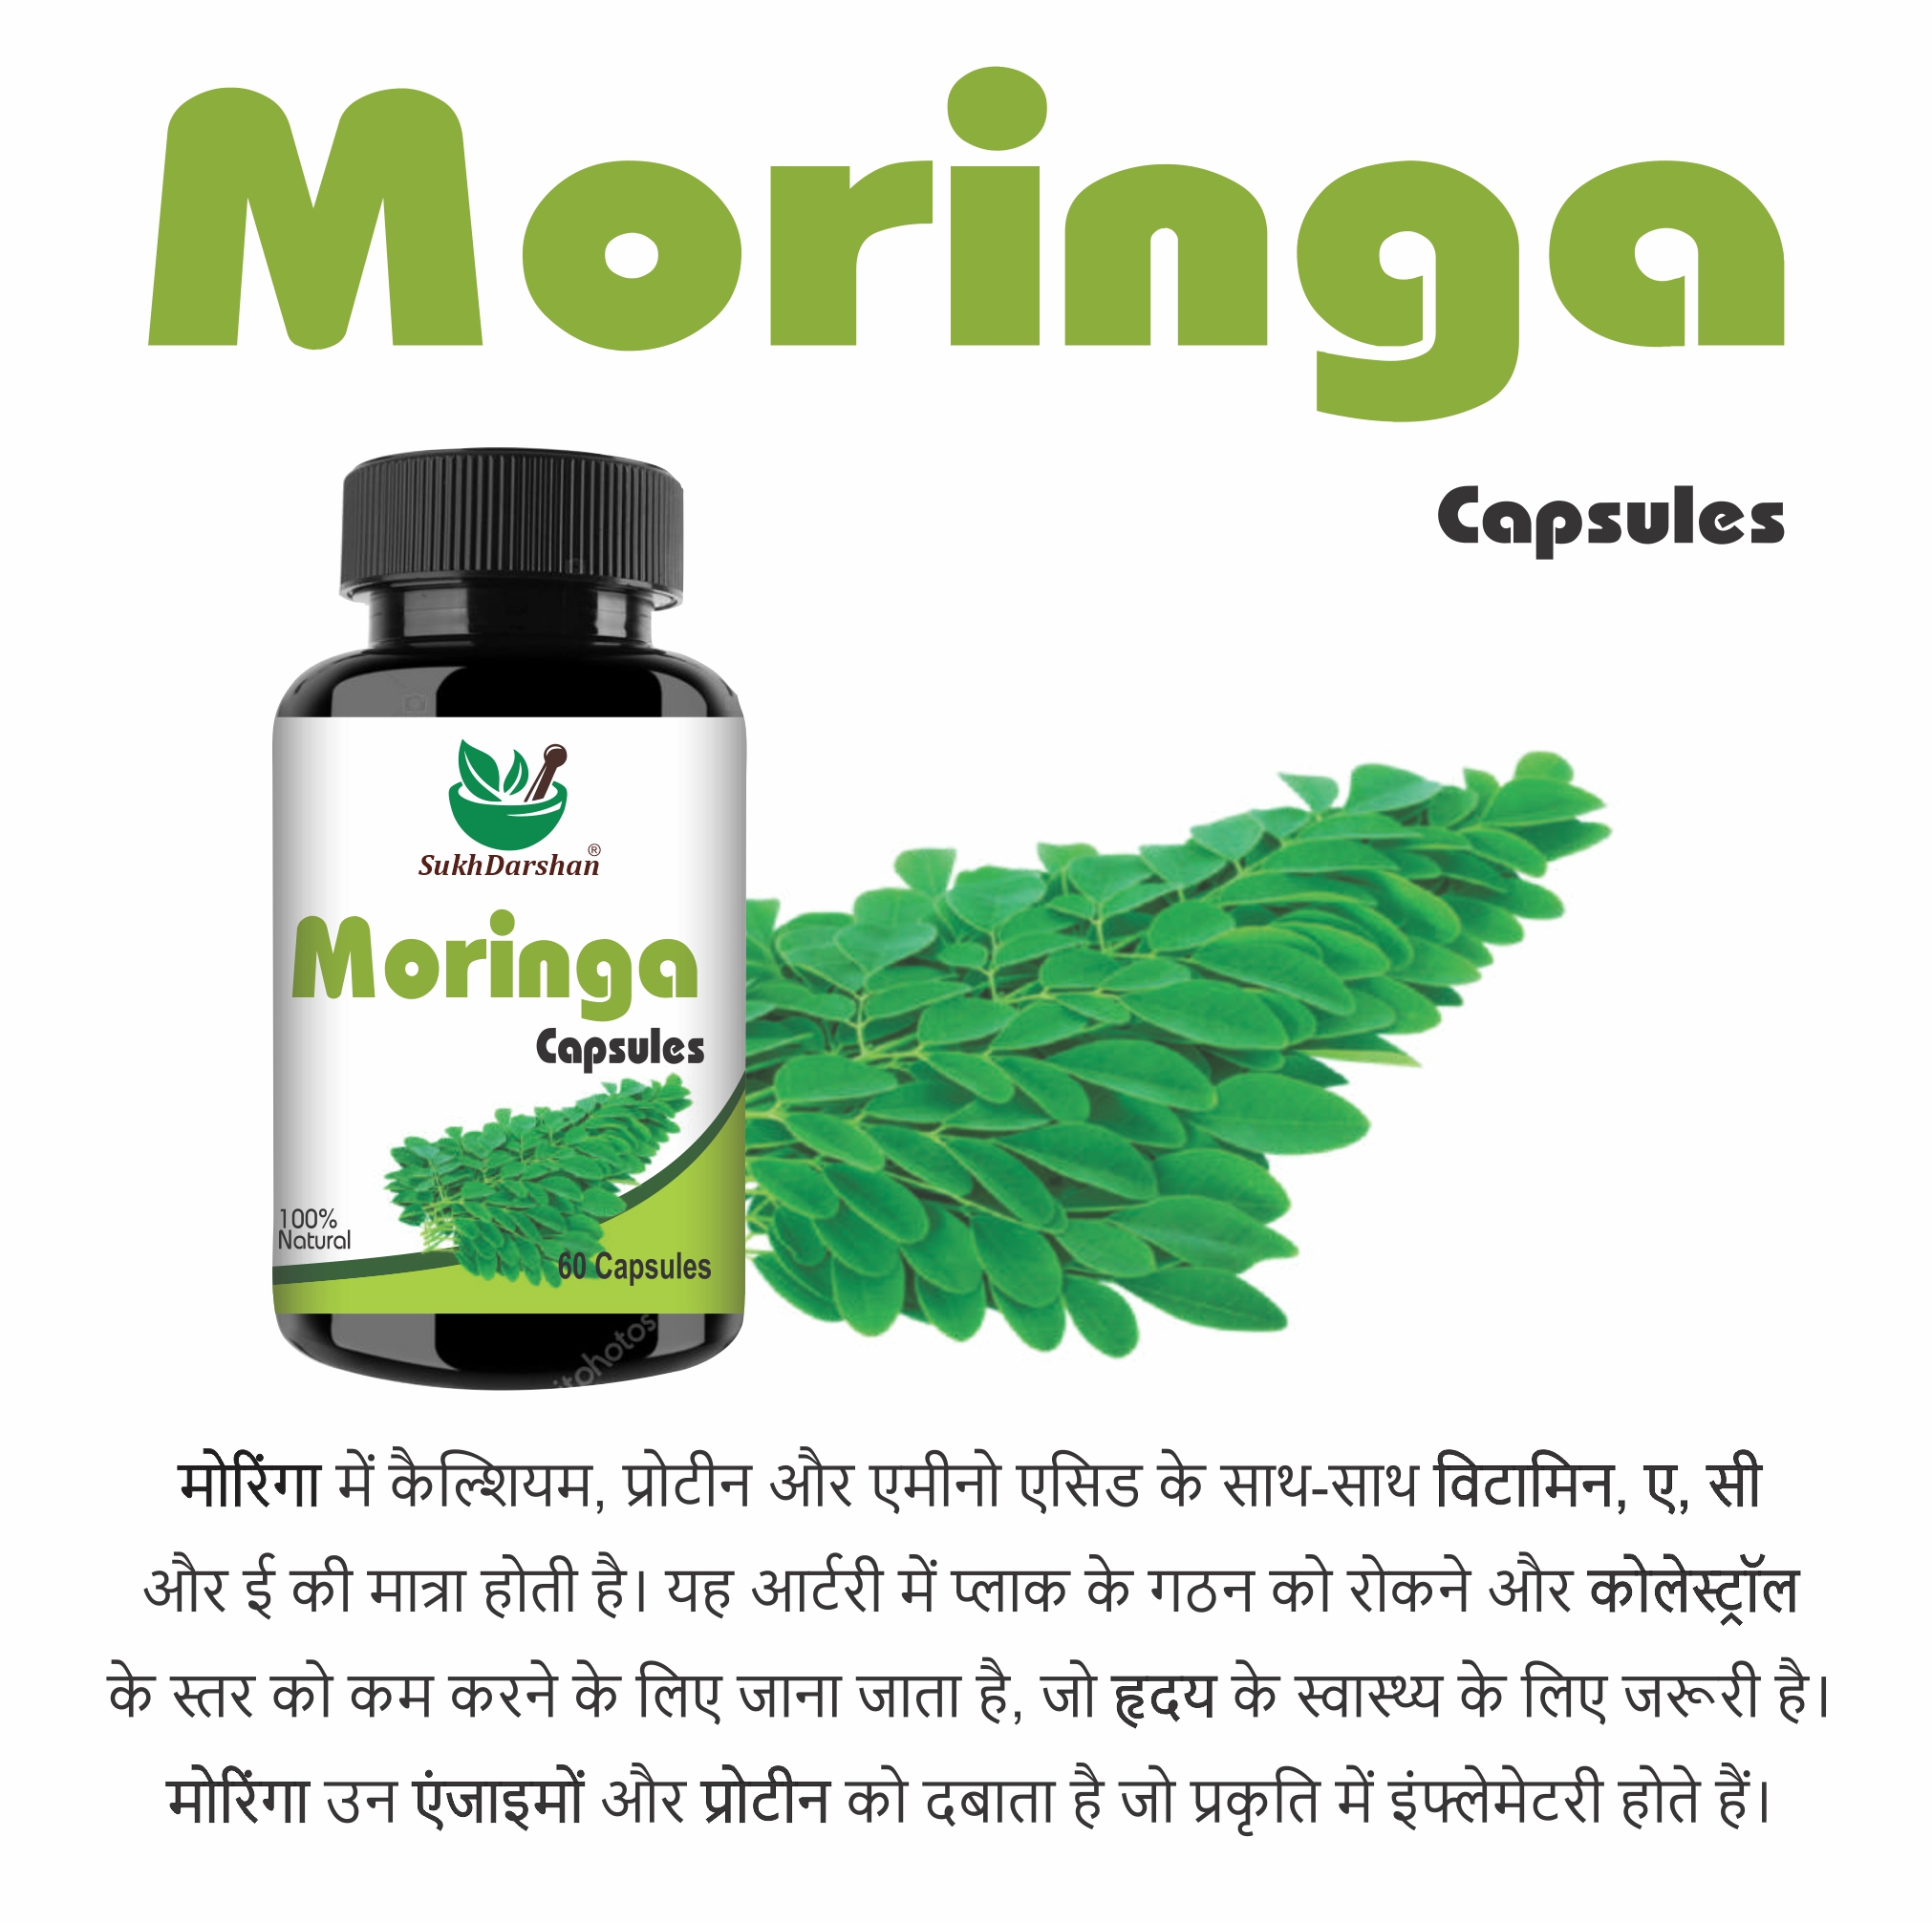 Moringa
Capsules
SukhDarshan®
Moringa
Capsules
100%
Natural
60 Capsules
itphotos
मोरिंगा में कैल्शियम, प्रोटीन और एमीनो एसिड के साथ-साथ विटामिन, ए, सी
और ई की मात्रा होती है। यह आर्टरी में प्लाक के गठन को रोकने और कोलेस्ट्रॉल
के स्तर को कम करने के लिए जाना जाता है, जो हृदय के स्वास्थ्य के लिए जरूरी है।
मोरिंगा उन एंजाइमों और प्रोटीन को दबाता है जो प्रकृति में इंफ्लेमेटरी होते हैं।